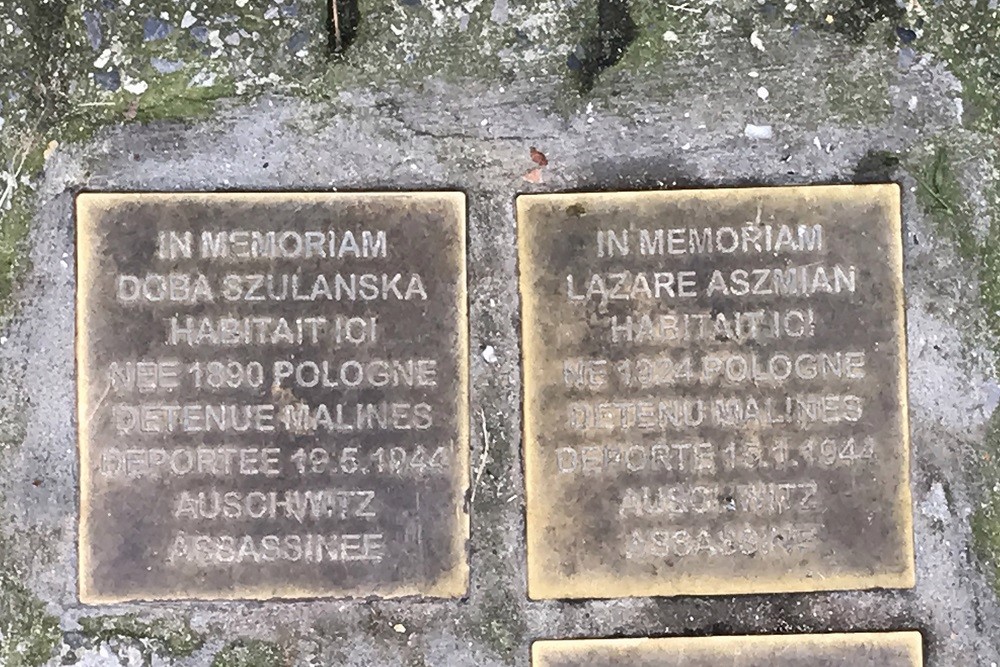 IN MEMORIAM
DOBA SZULANSKA
HABITAIT ICI
NEE 1890 POLOGNE
DETENUE MALINES
DEPORTEE 19.5.1944
AUSCHWITZ
ASSASSINEE
IN MEMORIAM
LAZARE ASZMIAN
HABITAIT ICI
NE 1924 POLOGNE
DETENU MALINES
DEPORTE 15.1.1944
AUSCHWITZ
ASSASSINE